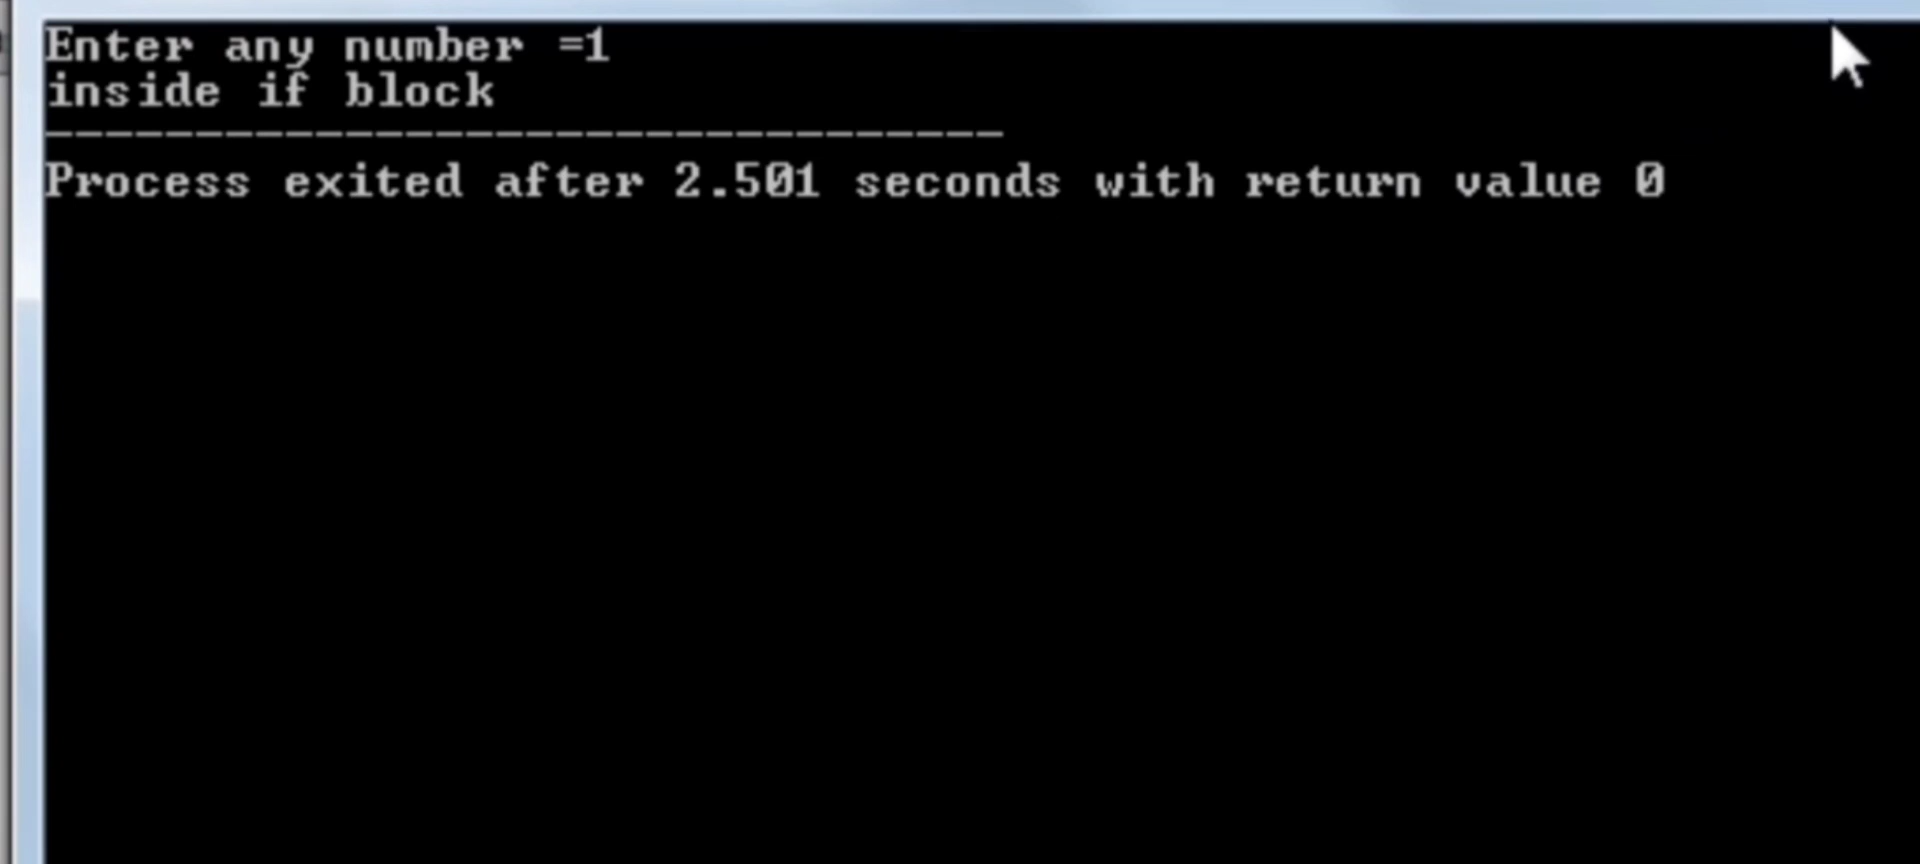 Enter any number =1
inside if block
--------------------------------
Process exited after 2.501 seconds with return value 0